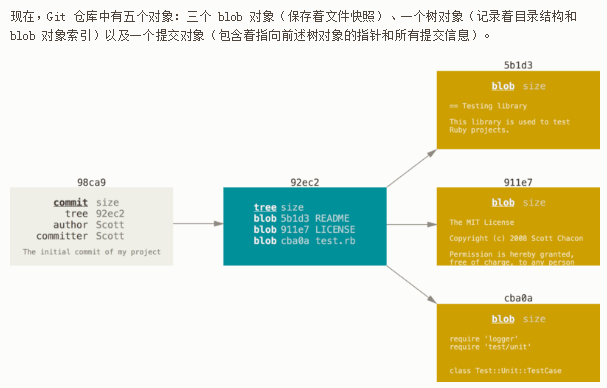 现在，Git 仓库中有五个对象：三个 blob 对象（保存着文件快照）、一个树对象（记录着目录结构和
blob 对象索引）以及一个提交对象（包含着指向前述树对象的指针和所有提交信息）。
98ca9
commit size
tree 92ec2
author Scott
committer Scott
The initial commit of my project
92ec2
tree size
blob 5b1d3 README
blob 911e7 LICENSE
blob cba0a test.rb
5b1d3
blob size
== Testing library
This library is used to test
Ruby projects.
911e7
blob size
The MIT License
Copyright (c) 2008 Scott Chacon
Permission is hereby granted,
free of charge, to any person
cba0a
blob size
require 'logger'
require 'test/unit'
class Test::Unit::TestCase